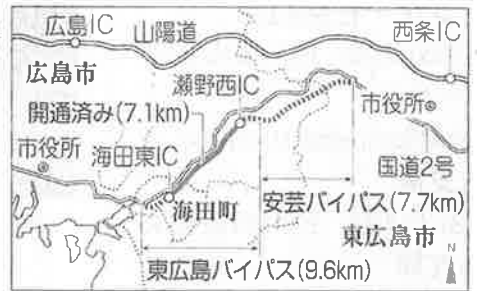 広島IC
山陽道
西条IC
広島市
瀬野西IC
開通済み(7.1km)
市役所
市役所
海田東IC
国道2号
海田町
安芸バイパス(7.7km)
東広島市
東広島バイパス(9.6km)
N